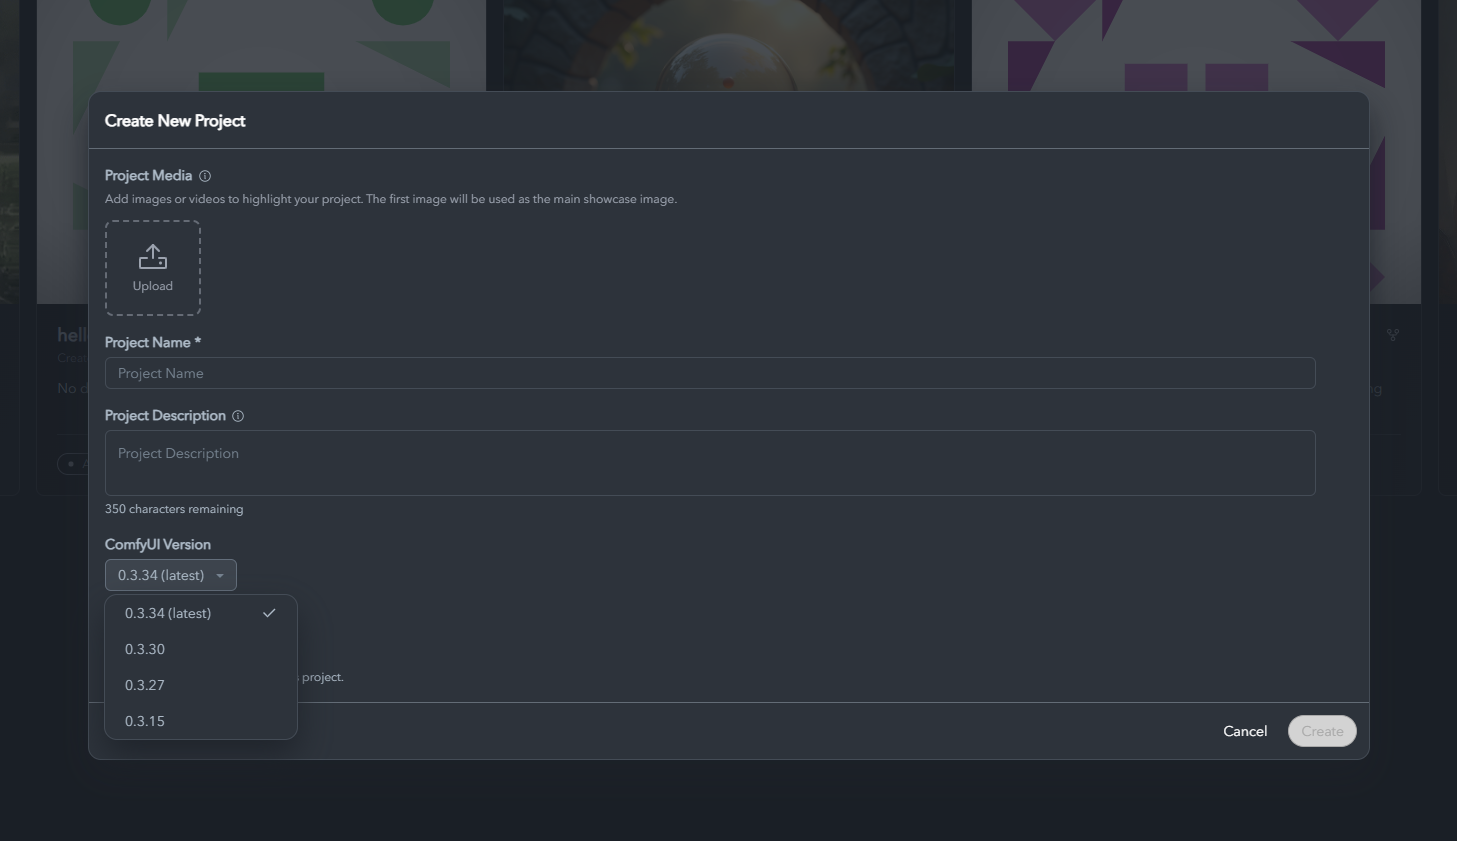 Create New Project
Project Media
Add images or videos to highlight your project. The first image will be used as the main showcase image.
Upload
Project Name *
Project Name
Project Description
Project Description
350 characters remaining
ComfyUI Version
0.3.34 (latest)
0.3.34 (latest)
0.3.30
0.3.27
0.3.15
project.
Cancel
Create
hell
Creat
No d